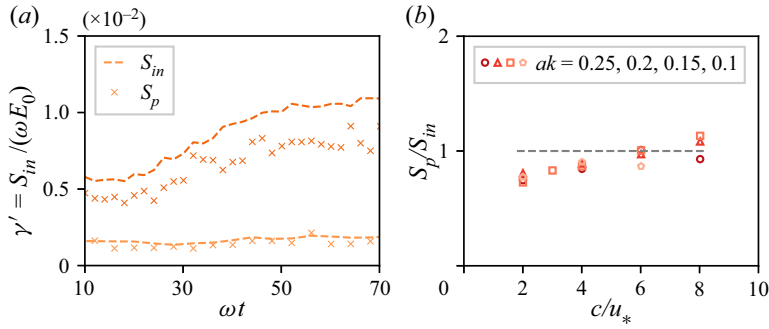 (a) (×10⁻²)
1.5
1.0
0.5
0
10 30 50 70
γ′ = S_in/(ωE₀)
ωt
S_in
S_p
(b)
2
1
0 2 4 6 8 10
S_p/S_in
c/u_*
ak = 0.25, 0.2, 0.15, 0.1